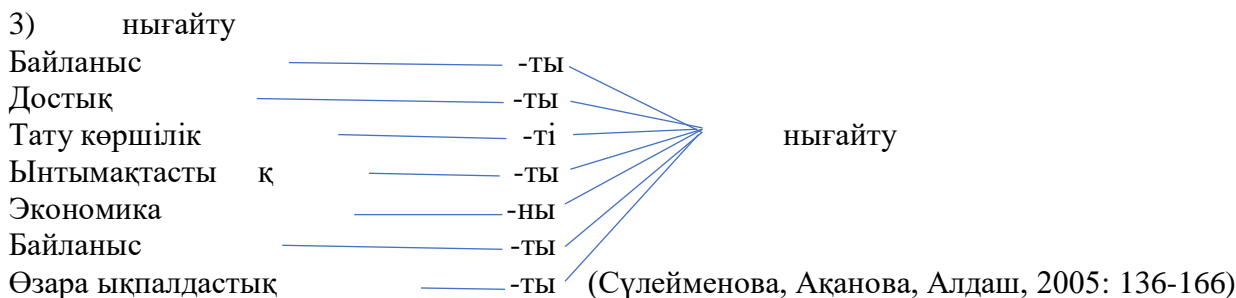 3) нығайту
Байланыс -ты
Достық -ты
Тату көршілік -ті нығайту
Ынтымақтасты қ -ты
Экономика -ны
Байланыс -ты
Өзара ықпалдастық -ты (Сүлейменова, Ақанова, Алдаш, 2005: 136-166)